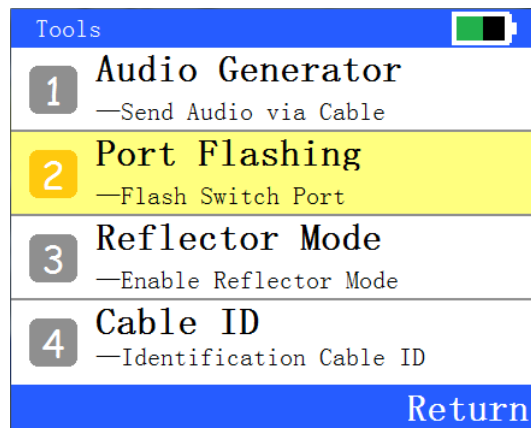 Tools
1
Audio Generator
—Send Audio via Cable
2
Port Flashing
—Flash Switch Port
3
Reflector Mode
—Enable Reflector Mode
4
Cable ID
—Identification Cable ID
Return